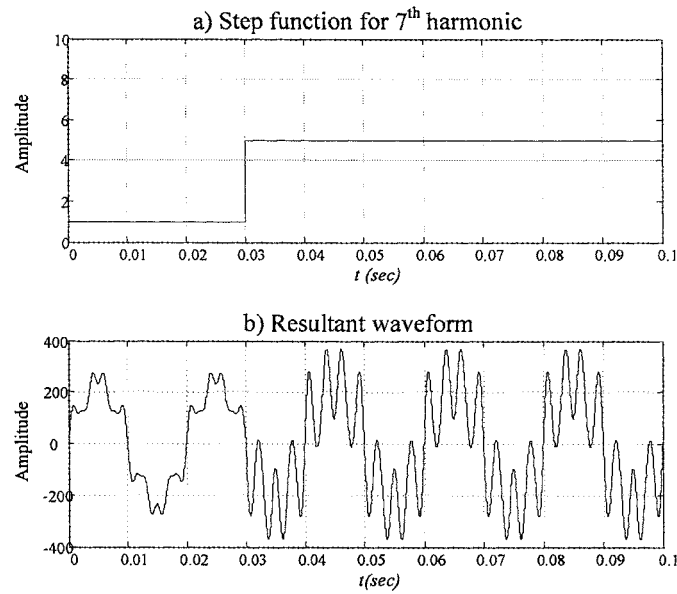 a) Step function for 7th harmonic
10
8
6
4
2
0
Amplitude
0 0.01 0.02 0.03 0.04 0.05 0.06 0.07 0.08 0.09 0.1
t (sec)
b) Resultant waveform
400
200
0
-200
-400
Amplitude
0 0.01 0.02 0.03 0.04 0.05 0.06 0.07 0.08 0.09 0.1
t(sec)